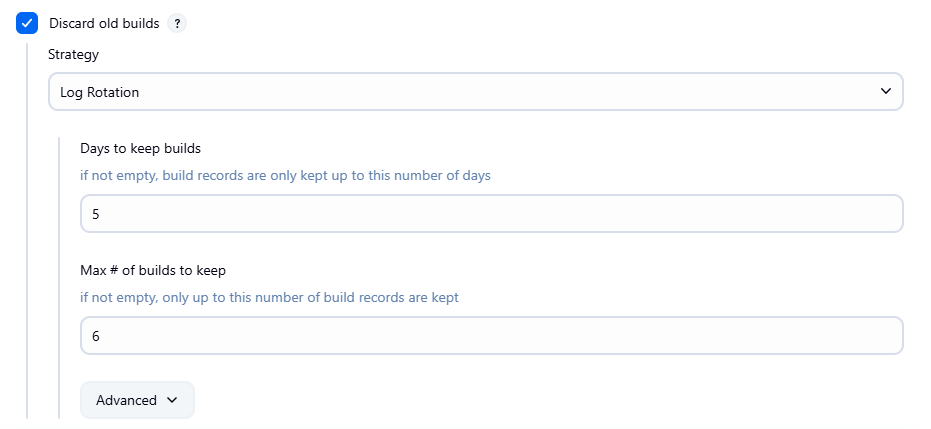 Discard old builds ?
Strategy
Log Rotation
Days to keep builds
if not empty, build records are only kept up to this number of days
5
Max # of builds to keep
if not empty, only up to this number of build records are kept
6
Advanced